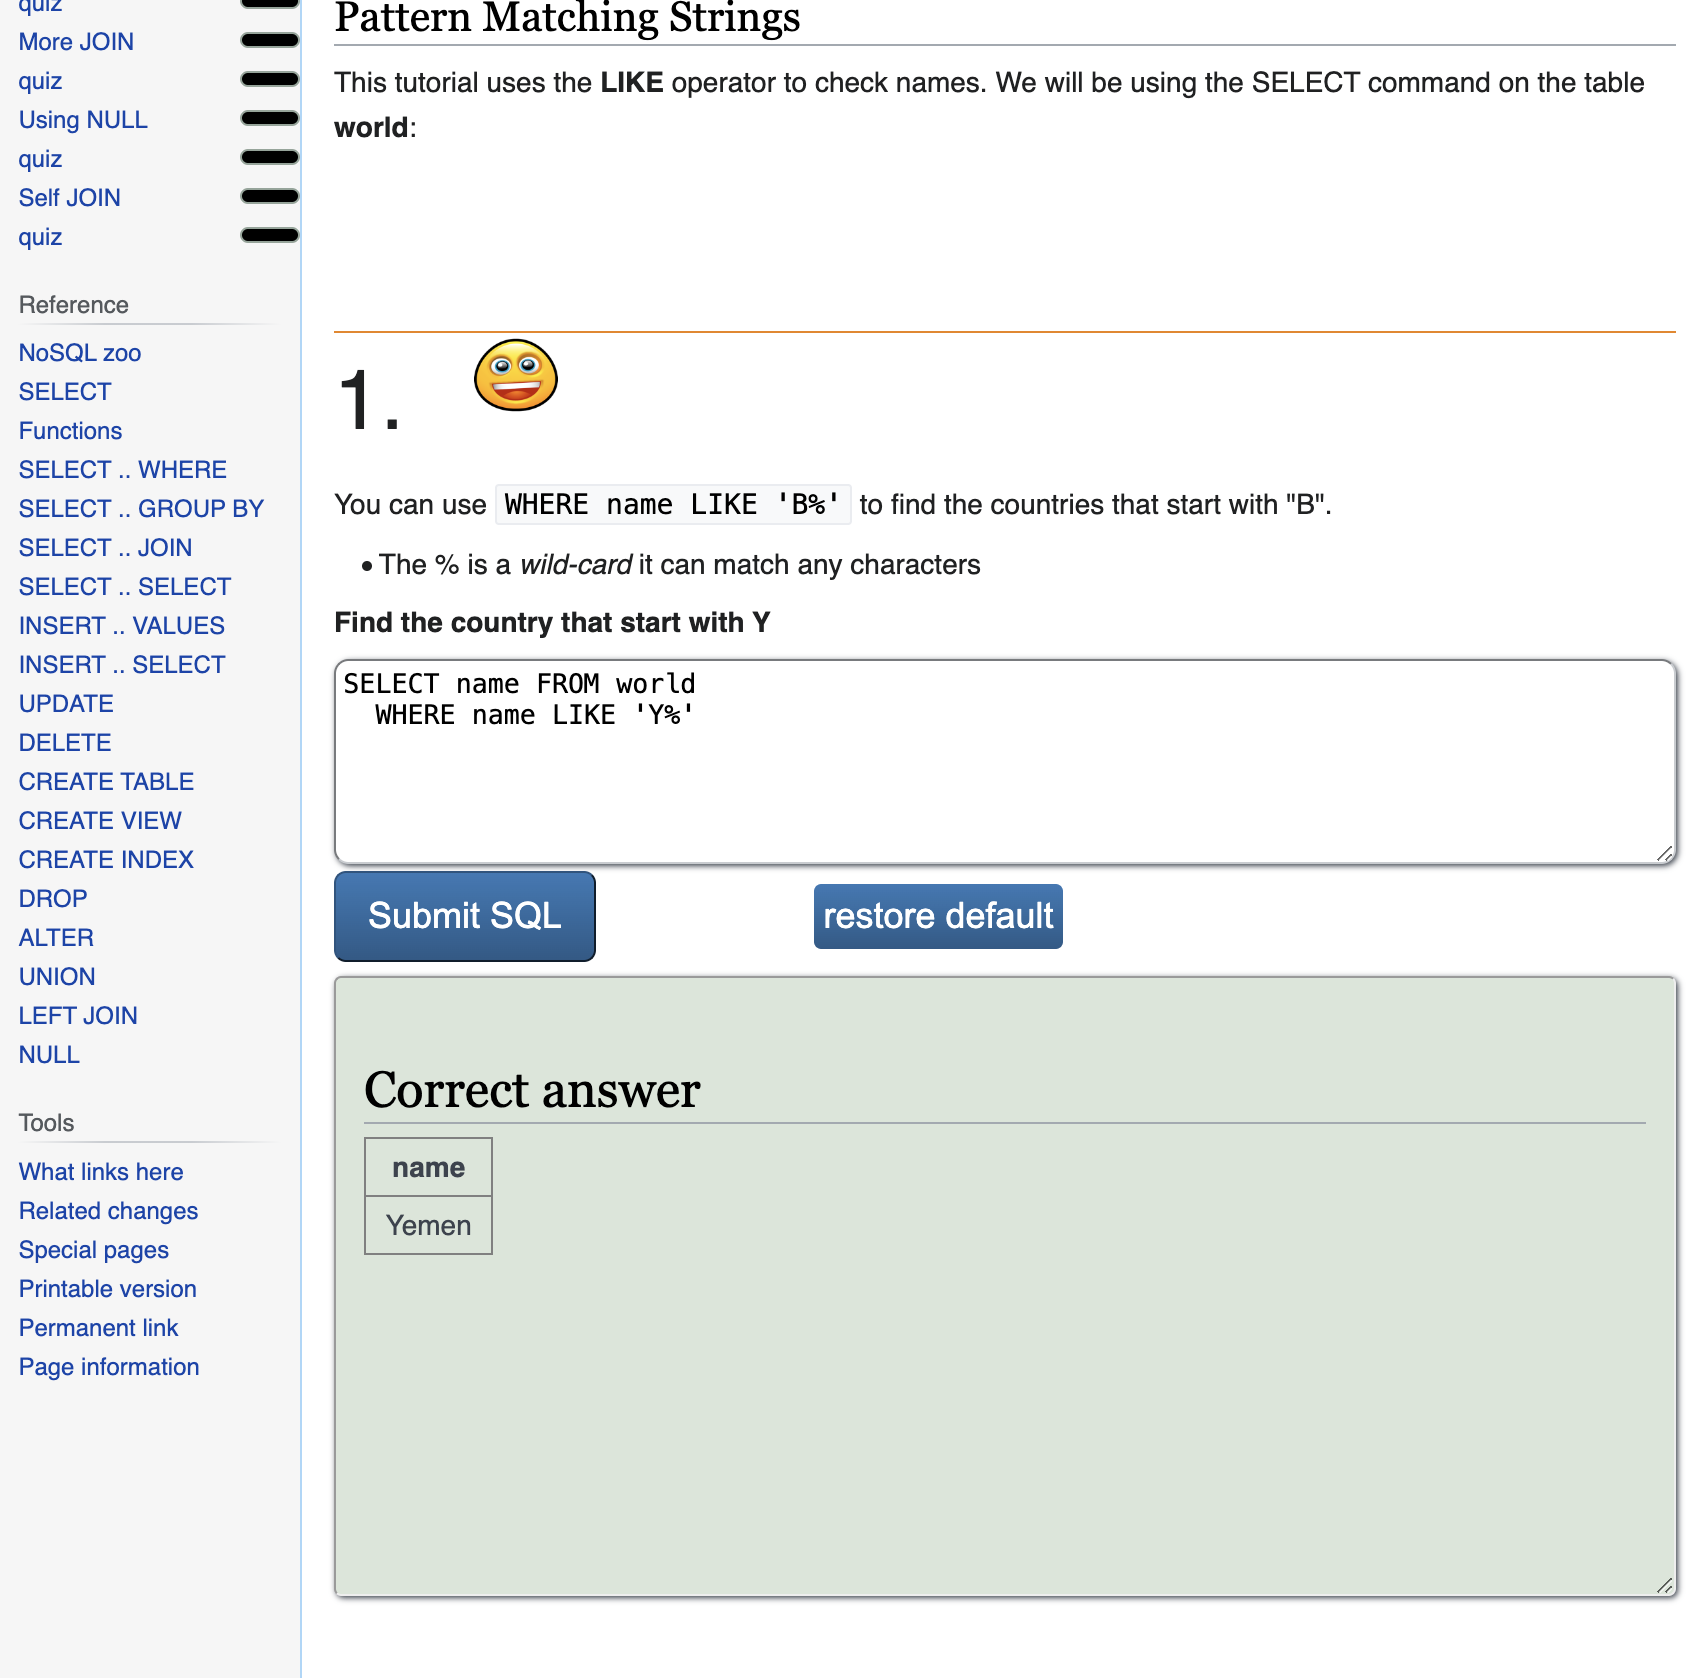 quiz
More JOIN
quiz
Using NULL
quiz
Self JOIN
quiz
Reference
NoSQL zoo
SELECT
Functions
SELECT .. WHERE
SELECT .. GROUP BY
SELECT .. JOIN
SELECT .. SELECT
INSERT .. VALUES
INSERT .. SELECT
UPDATE
DELETE
CREATE TABLE
CREATE VIEW
CREATE INDEX
DROP
ALTER
UNION
LEFT JOIN
NULL
Tools
What links here
Related changes
Special pages
Printable version
Permanent link
Page information
Pattern Matching Strings
This tutorial uses the LIKE operator to check names. We will be using the SELECT command on the table
world:
1.
You can use WHERE name LIKE 'B%' to find the countries that start with "B".
• The % is a wild-card it can match any characters
Find the country that start with Y
SELECT name FROM world
  WHERE name LIKE 'Y%'
Submit SQL
restore default
Correct answer
name
Yemen